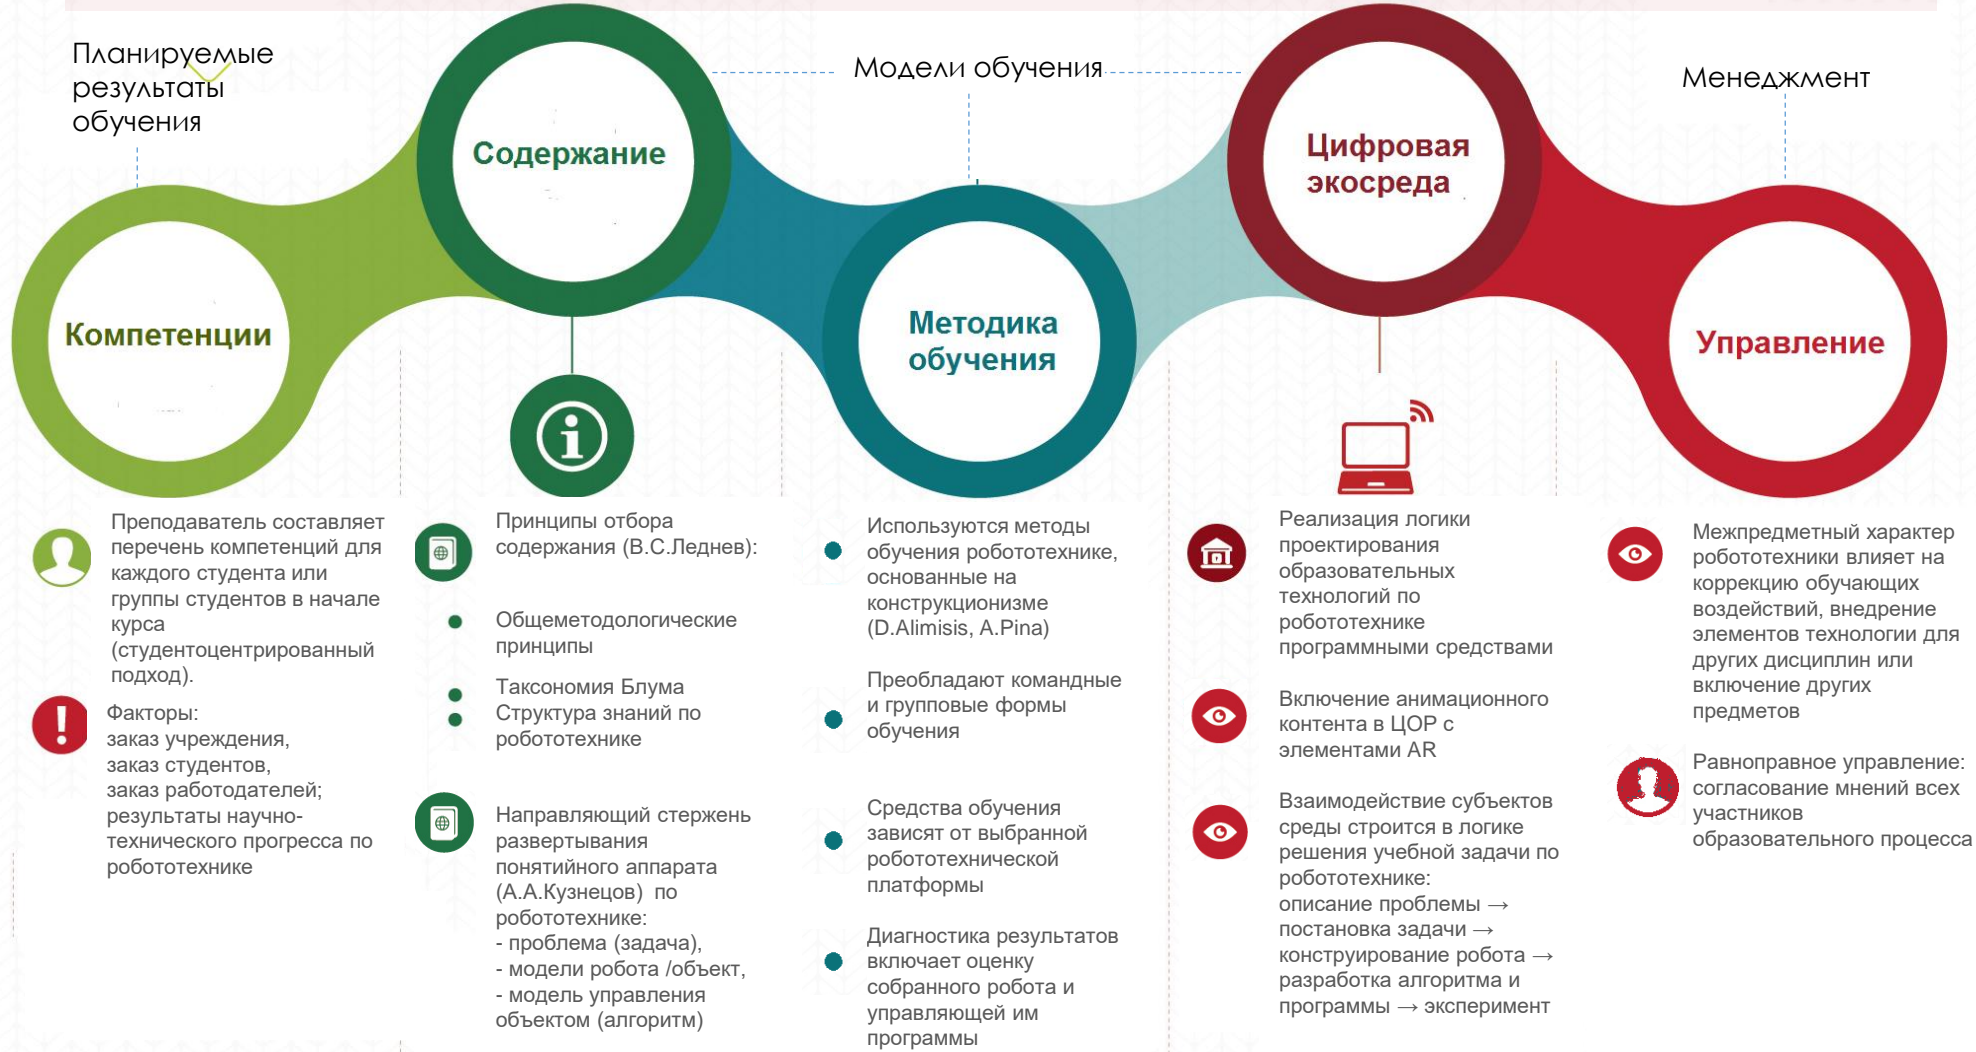 Планируемые
результаты
обучения
Модели обучения
Менеджмент
Компетенции
Содержание
Методика
обучения
Цифровая
экосреда
Управление
Преподаватель составляет
перечень компетенций для
каждого студента или
группы студентов в начале
курса
(студентоцентрированный
подход).
Факторы:
заказ учреждения,
заказ студентов,
заказ работодателей;
результаты научно-
технического прогресса по
робототехнике
Принципы отбора
содержания (В.С.Леднев):
Общеметодологические
принципы
Таксономия Блума
Структура знаний по
робототехнике
Направляющий стержень
развертывания
понятийного аппарата
(А.А.Кузнецов) по
робототехнике:
- проблема (задача),
- модели робота /объект,
- модель управления
объектом (алгоритм)
Используются методы
обучения робототехнике,
основанные на
конструкционизме
(D.Alimisis, A.Pina)
Преобладают командные
и групповые формы
обучения
Средства обучения
зависят от выбранной
робототехнической
платформы
Диагностика результатов
включает оценку
собранного робота и
управляющей им
программы
Реализация логики
проектирования
образовательных
технологий по
робототехнике
программными средствами
Включение анимационного
контента в ЦОР с
элементами AR
Взаимодействие субъектов
среды строится в логике
решения учебной задачи по
робототехнике:
описание проблемы →
постановка задачи →
конструирование робота →
разработка алгоритма и
программы → эксперимент
Межпредметный характер
робототехники влияет на
коррекцию обучающих
воздействий, внедрение
элементов технологии для
других дисциплин или
включение других
предметов
Равноправное управление:
согласование мнений всех
участников
образовательного процесса